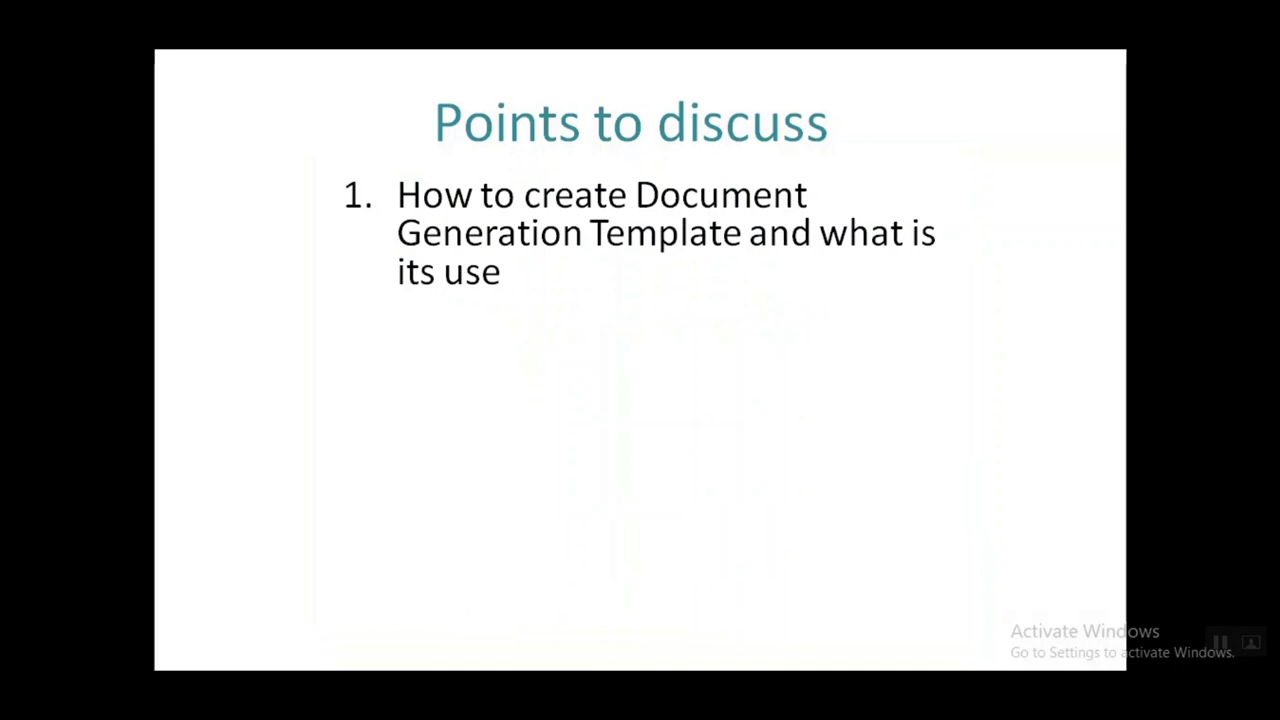 Points to discuss
1. How to create Document
Generation Template and what is
its use
Activate Windows
Go to Settings to activate Windows.